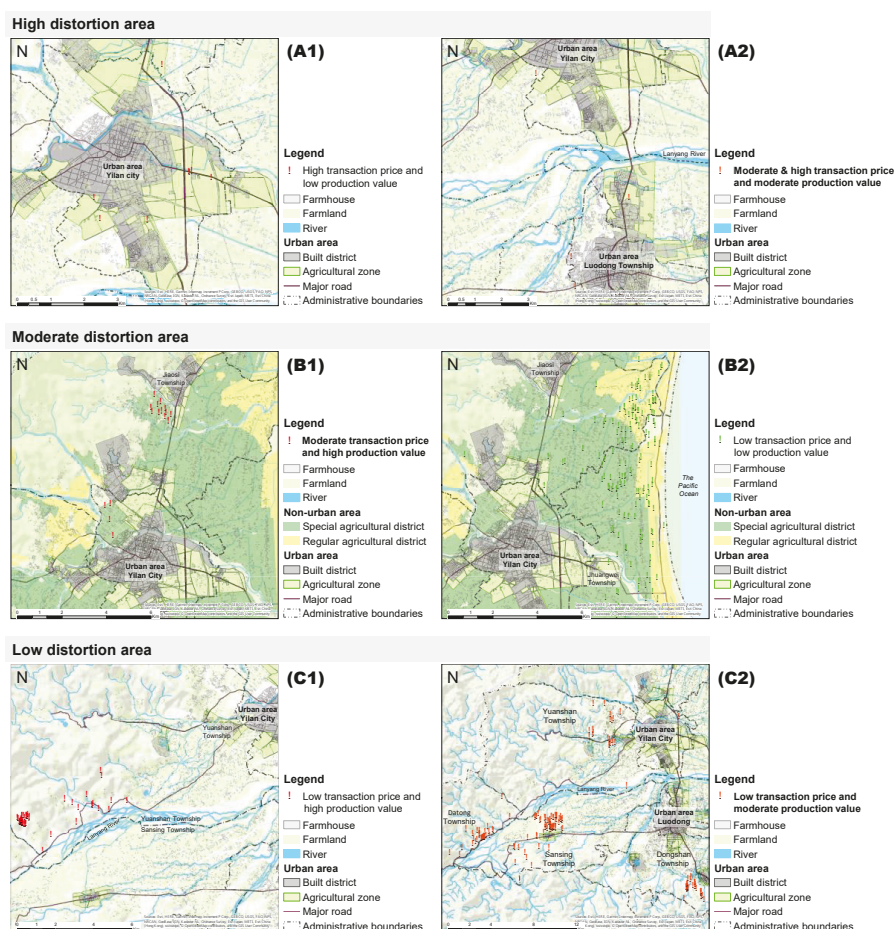 High distortion area
N
(A1)
Urban area
Yilan city
Legend
! High transaction price and
low production value
Farmhouse
Farmland
River
Urban area
Built district
Agricultural zone
Major road
Administrative boundaries
N
(A2)
Urban area
Yilan City
Lanyang River
Urban area
Luodong Township
Legend
! Moderate & high transaction price
and moderate production value
Farmhouse
Farmland
River
Urban area
Built district
Agricultural zone
Major road
Administrative boundaries
Moderate distortion area
N
(B1)
Jiaosi
Township
Urban area
Yilan City
Legend
! Moderate transaction price
and high production value
Farmhouse
Farmland
River
Non-urban area
Special agricultural district
Regular agricultural district
Urban area
Built district
Agricultural zone
Major road
Administrative boundaries
N
(B2)
Jiaosi
Township
The
Pacific
Ocean
Urban area
Yilan City
Jhuangwei
Township
Legend
! Low transaction price and
low production value
Farmhouse
Farmland
River
Non-urban area
Special agricultural district
Regular agricultural district
Urban area
Built district
Agricultural zone
Major road
Administrative boundaries
Low distortion area
N
(C1)
Urban area
Yilan City
Yuanshan
Township
Yuanshan Township
Lanyang River
Sansing Township
Legend
! Low transaction price and
high production value
Farmhouse
Farmland
River
Urban area
Built district
Agricultural zone
Major road
Administrative boundaries
N
(C2)
Yuanshan
Township
Urban area
Yilan City
Lanyang River
Datong
Township
Urban area
Luodong
Sansing
Township
Dongshan
Township
Legend
! Low transaction price and
moderate production value
Farmhouse
Farmland
River
Urban area
Built district
Agricultural zone
Major road
Administrative boundaries